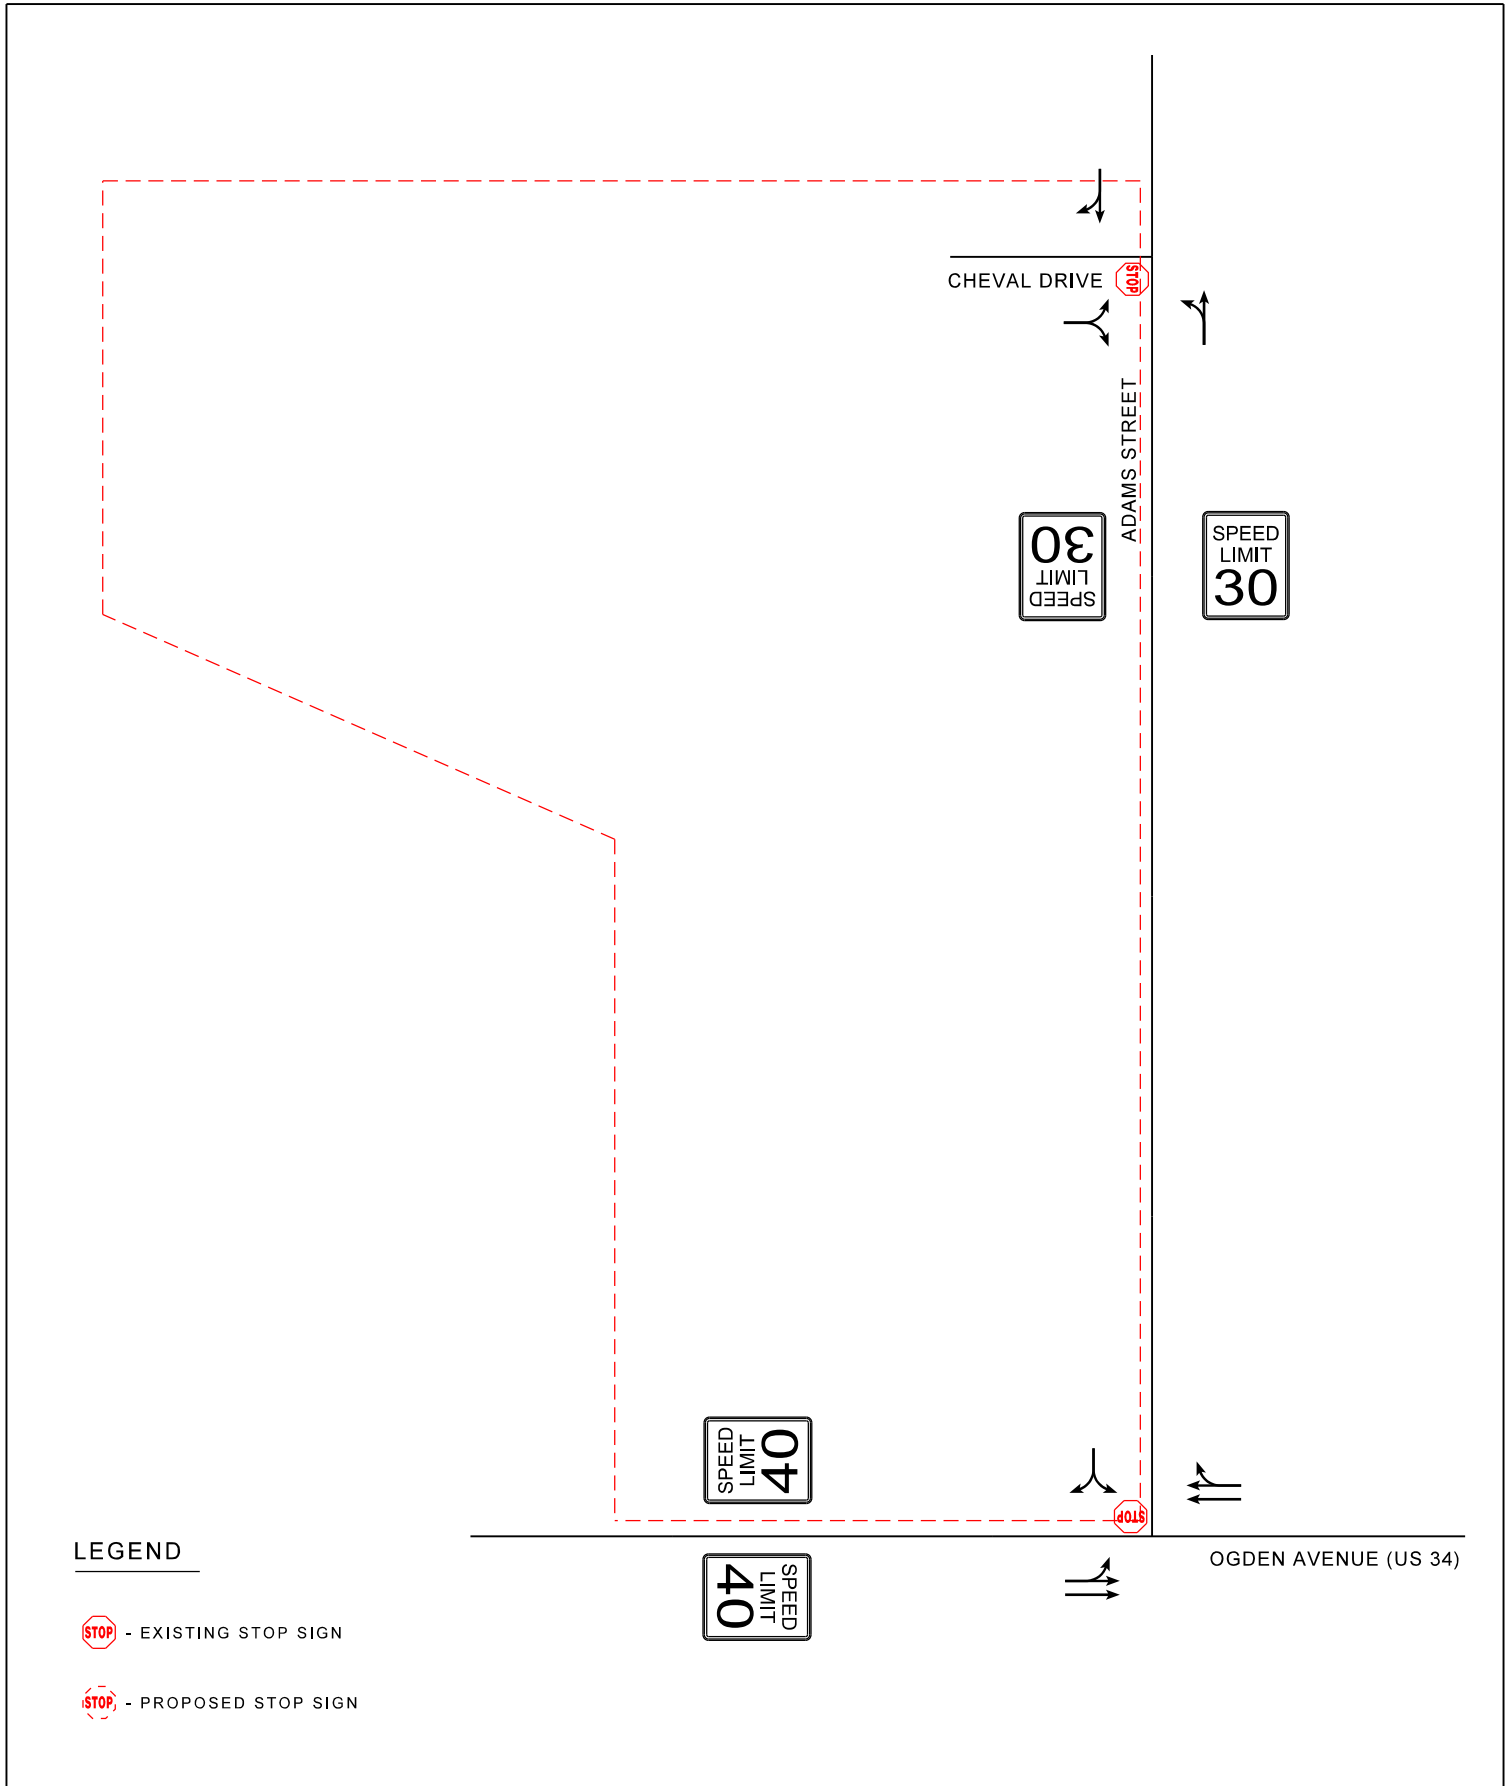 CHEVAL DRIVE
STOP
ADAMS STREET
SPEED
LIMIT
30
SPEED
LIMIT
30
SPEED
LIMIT
40
STOP
OGDEN AVENUE (US 34)
SPEED
LIMIT
40
LEGEND
STOP - EXISTING STOP SIGN
STOP - PROPOSED STOP SIGN